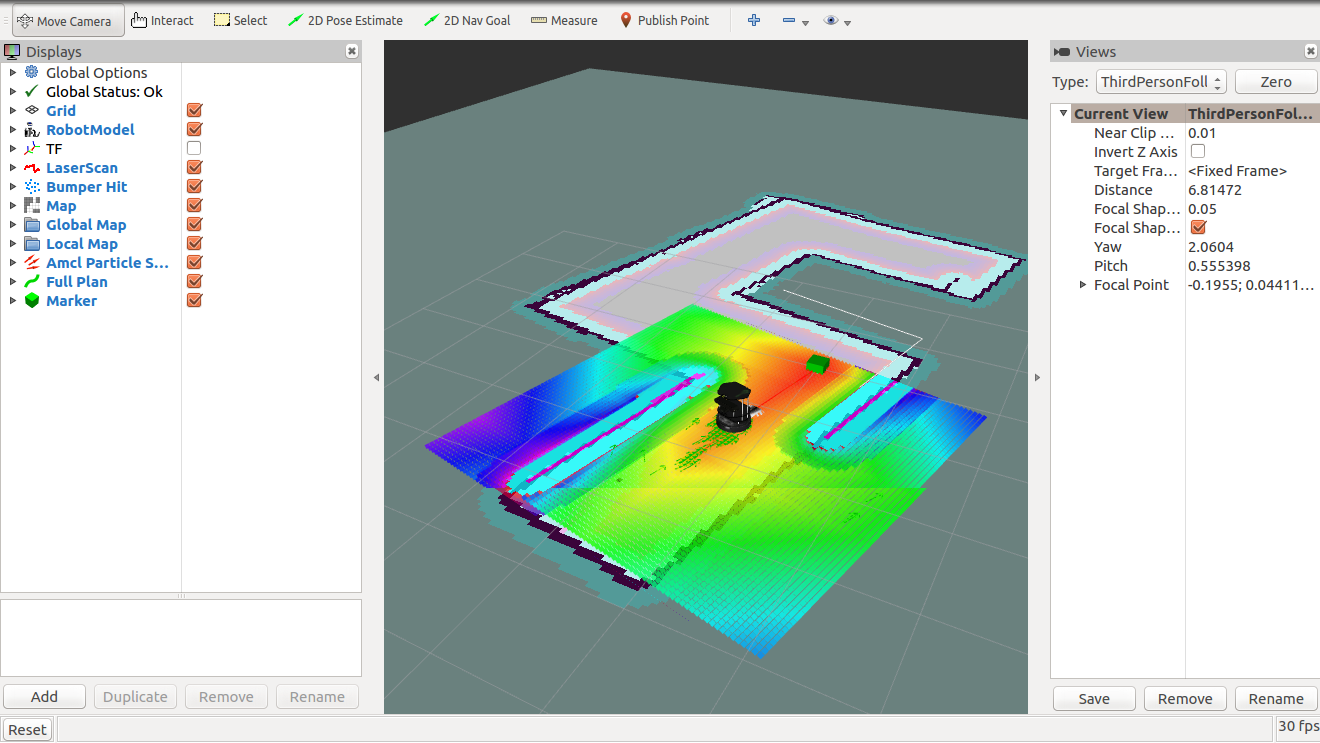 Move Camera Interact Select 2D Pose Estimate 2D Nav Goal Measure Publish Point
Displays
Global Options
Global Status: Ok
Grid
RobotModel
TF
LaserScan
Bumper Hit
Map
Global Map
Local Map
Amcl Particle S...
Full Plan
Marker
Add Duplicate Remove Rename
Reset
Views
Type: ThirdPersonFoll Zero
Current View ThirdPersonFol...
Near Clip ... 0.01
Invert Z Axis
Target Fra... <Fixed Frame>
Distance 6.81472
Focal Shap... 0.05
Focal Shap...
Yaw 2.0604
Pitch 0.555398
Focal Point -0.1955; 0.04411...
Save Remove Rename
30 fps